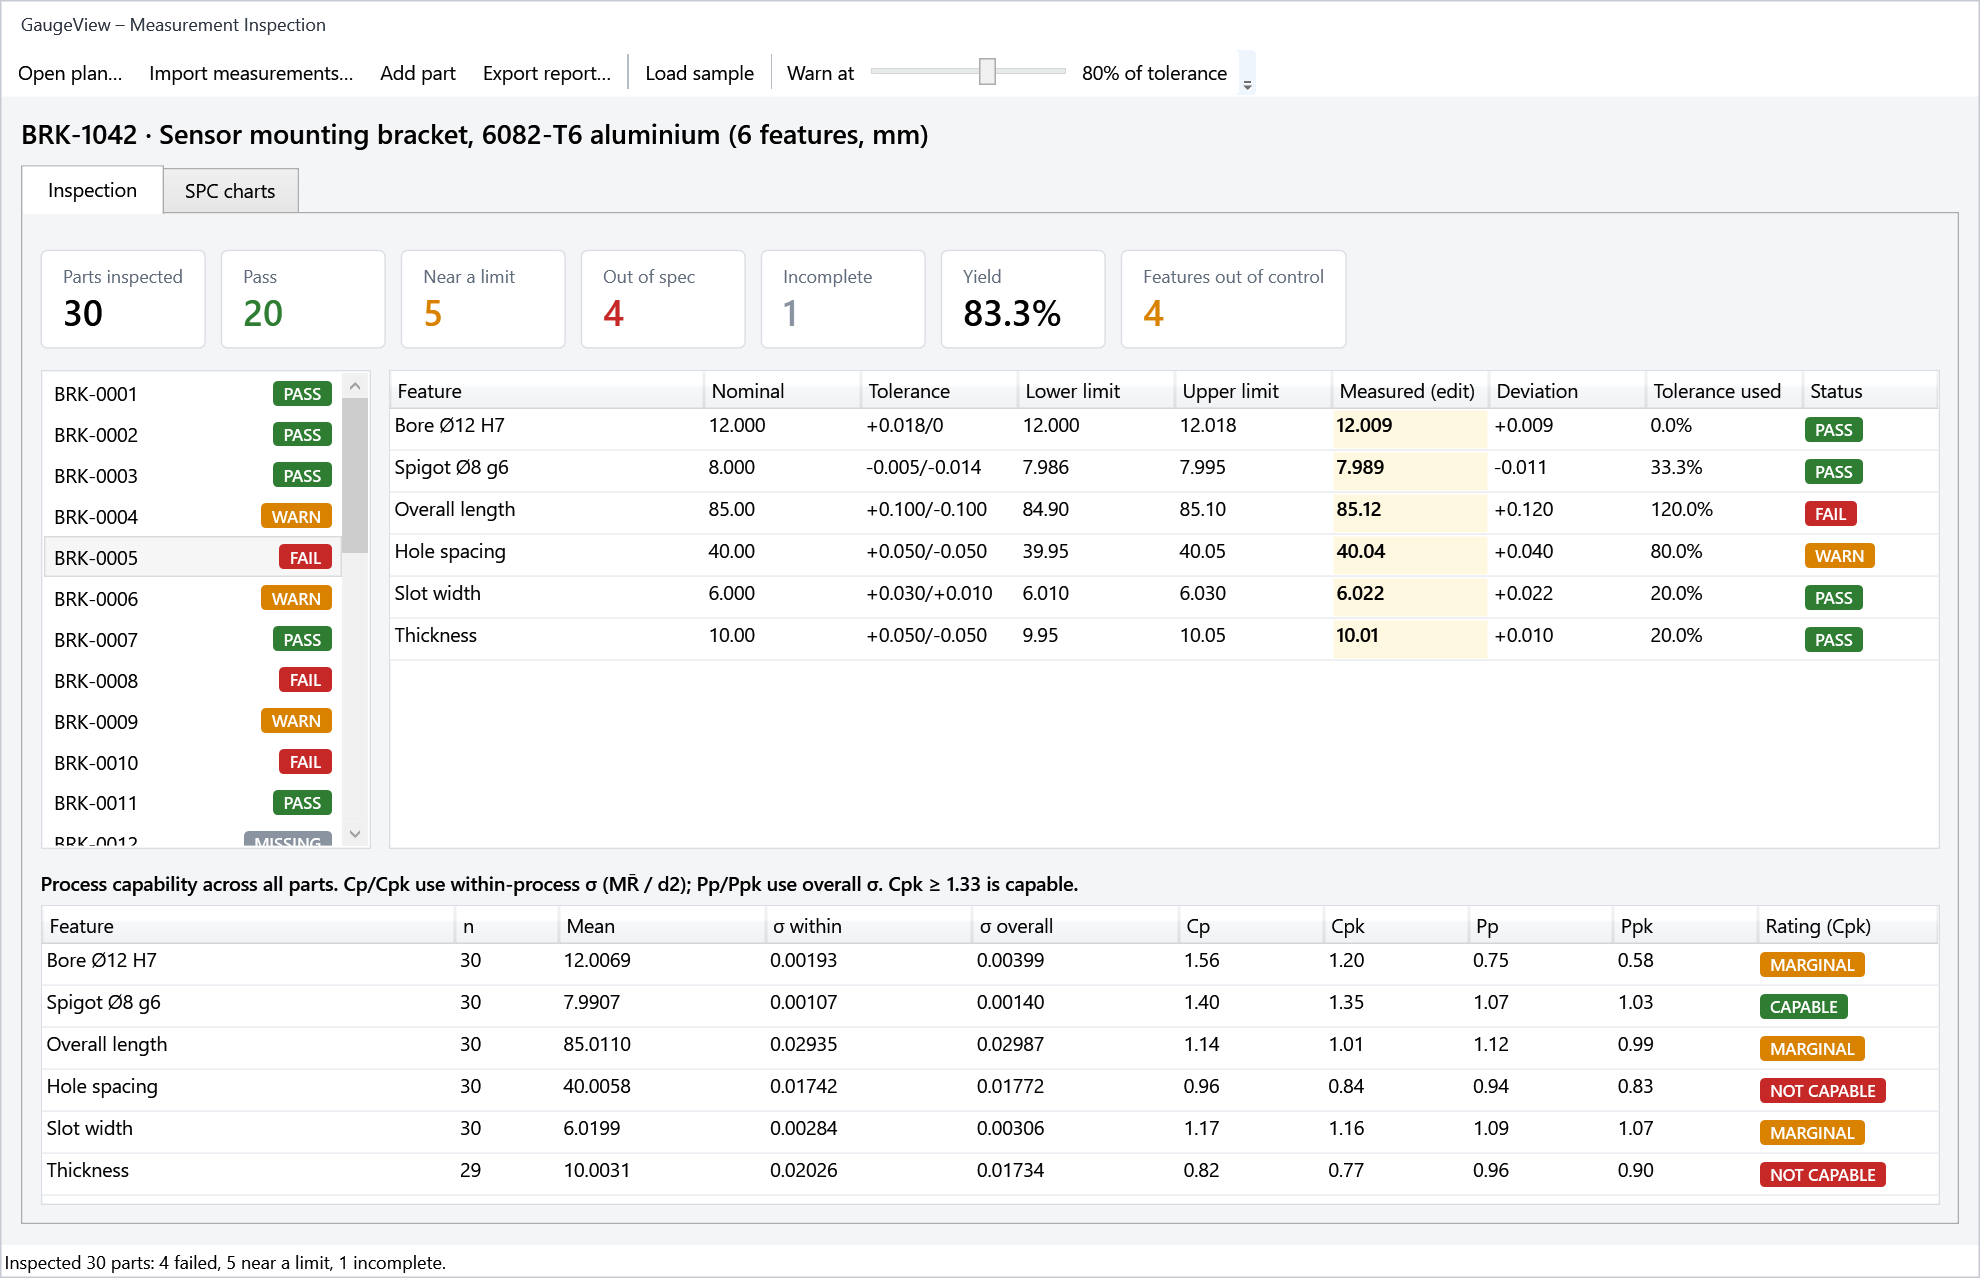 GaugeView – Measurement Inspection
Open plan... Import measurements... Add part Export report... Load sample Warn at 80% of tolerance
BRK-1042 · Sensor mounting bracket, 6082-T6 aluminium (6 features, mm)
Inspection SPC charts
Parts inspected Pass Near a limit Out of spec Incomplete Yield Features out of control
30 20 5 4 1 83.3% 4
BRK-0001 PASS
BRK-0002 PASS
BRK-0003 PASS
BRK-0004 WARN
BRK-0005 FAIL
BRK-0006 WARN
BRK-0007 PASS
BRK-0008 FAIL
BRK-0009 WARN
BRK-0010 FAIL
BRK-0011 PASS
BRK-0012 MISSING
Feature Nominal Tolerance Lower limit Upper limit Measured (edit) Deviation Tolerance used Status
Bore Ø12 H7 12.000 +0.018/0 12.000 12.018 12.009 +0.009 0.0% PASS
Spigot Ø8 g6 8.000 -0.005/-0.014 7.986 7.995 7.989 -0.011 33.3% PASS
Overall length 85.00 +0.100/-0.100 84.90 85.10 85.12 +0.120 120.0% FAIL
Hole spacing 40.00 +0.050/-0.050 39.95 40.05 40.04 +0.040 80.0% WARN
Slot width 6.000 +0.030/+0.010 6.010 6.030 6.022 +0.022 20.0% PASS
Thickness 10.00 +0.050/-0.050 9.95 10.05 10.01 +0.010 20.0% PASS
Process capability across all parts. Cp/Cpk use within-process σ (MR̄ / d2); Pp/Ppk use overall σ. Cpk ≥ 1.33 is capable.
Feature n Mean σ within σ overall Cp Cpk Pp Ppk Rating (Cpk)
Bore Ø12 H7 30 12.0069 0.00193 0.00399 1.56 1.20 0.75 0.58 MARGINAL
Spigot Ø8 g6 30 7.9907 0.00107 0.00140 1.40 1.35 1.07 1.03 CAPABLE
Overall length 30 85.0110 0.02935 0.02987 1.14 1.01 1.12 0.99 MARGINAL
Hole spacing 30 40.0058 0.01742 0.01772 0.96 0.84 0.94 0.83 NOT CAPABLE
Slot width 30 6.0199 0.00284 0.00306 1.17 1.16 1.09 1.07 MARGINAL
Thickness 29 10.0031 0.02026 0.01734 0.82 0.77 0.96 0.90 NOT CAPABLE
Inspected 30 parts: 4 failed, 5 near a limit, 1 incomplete.